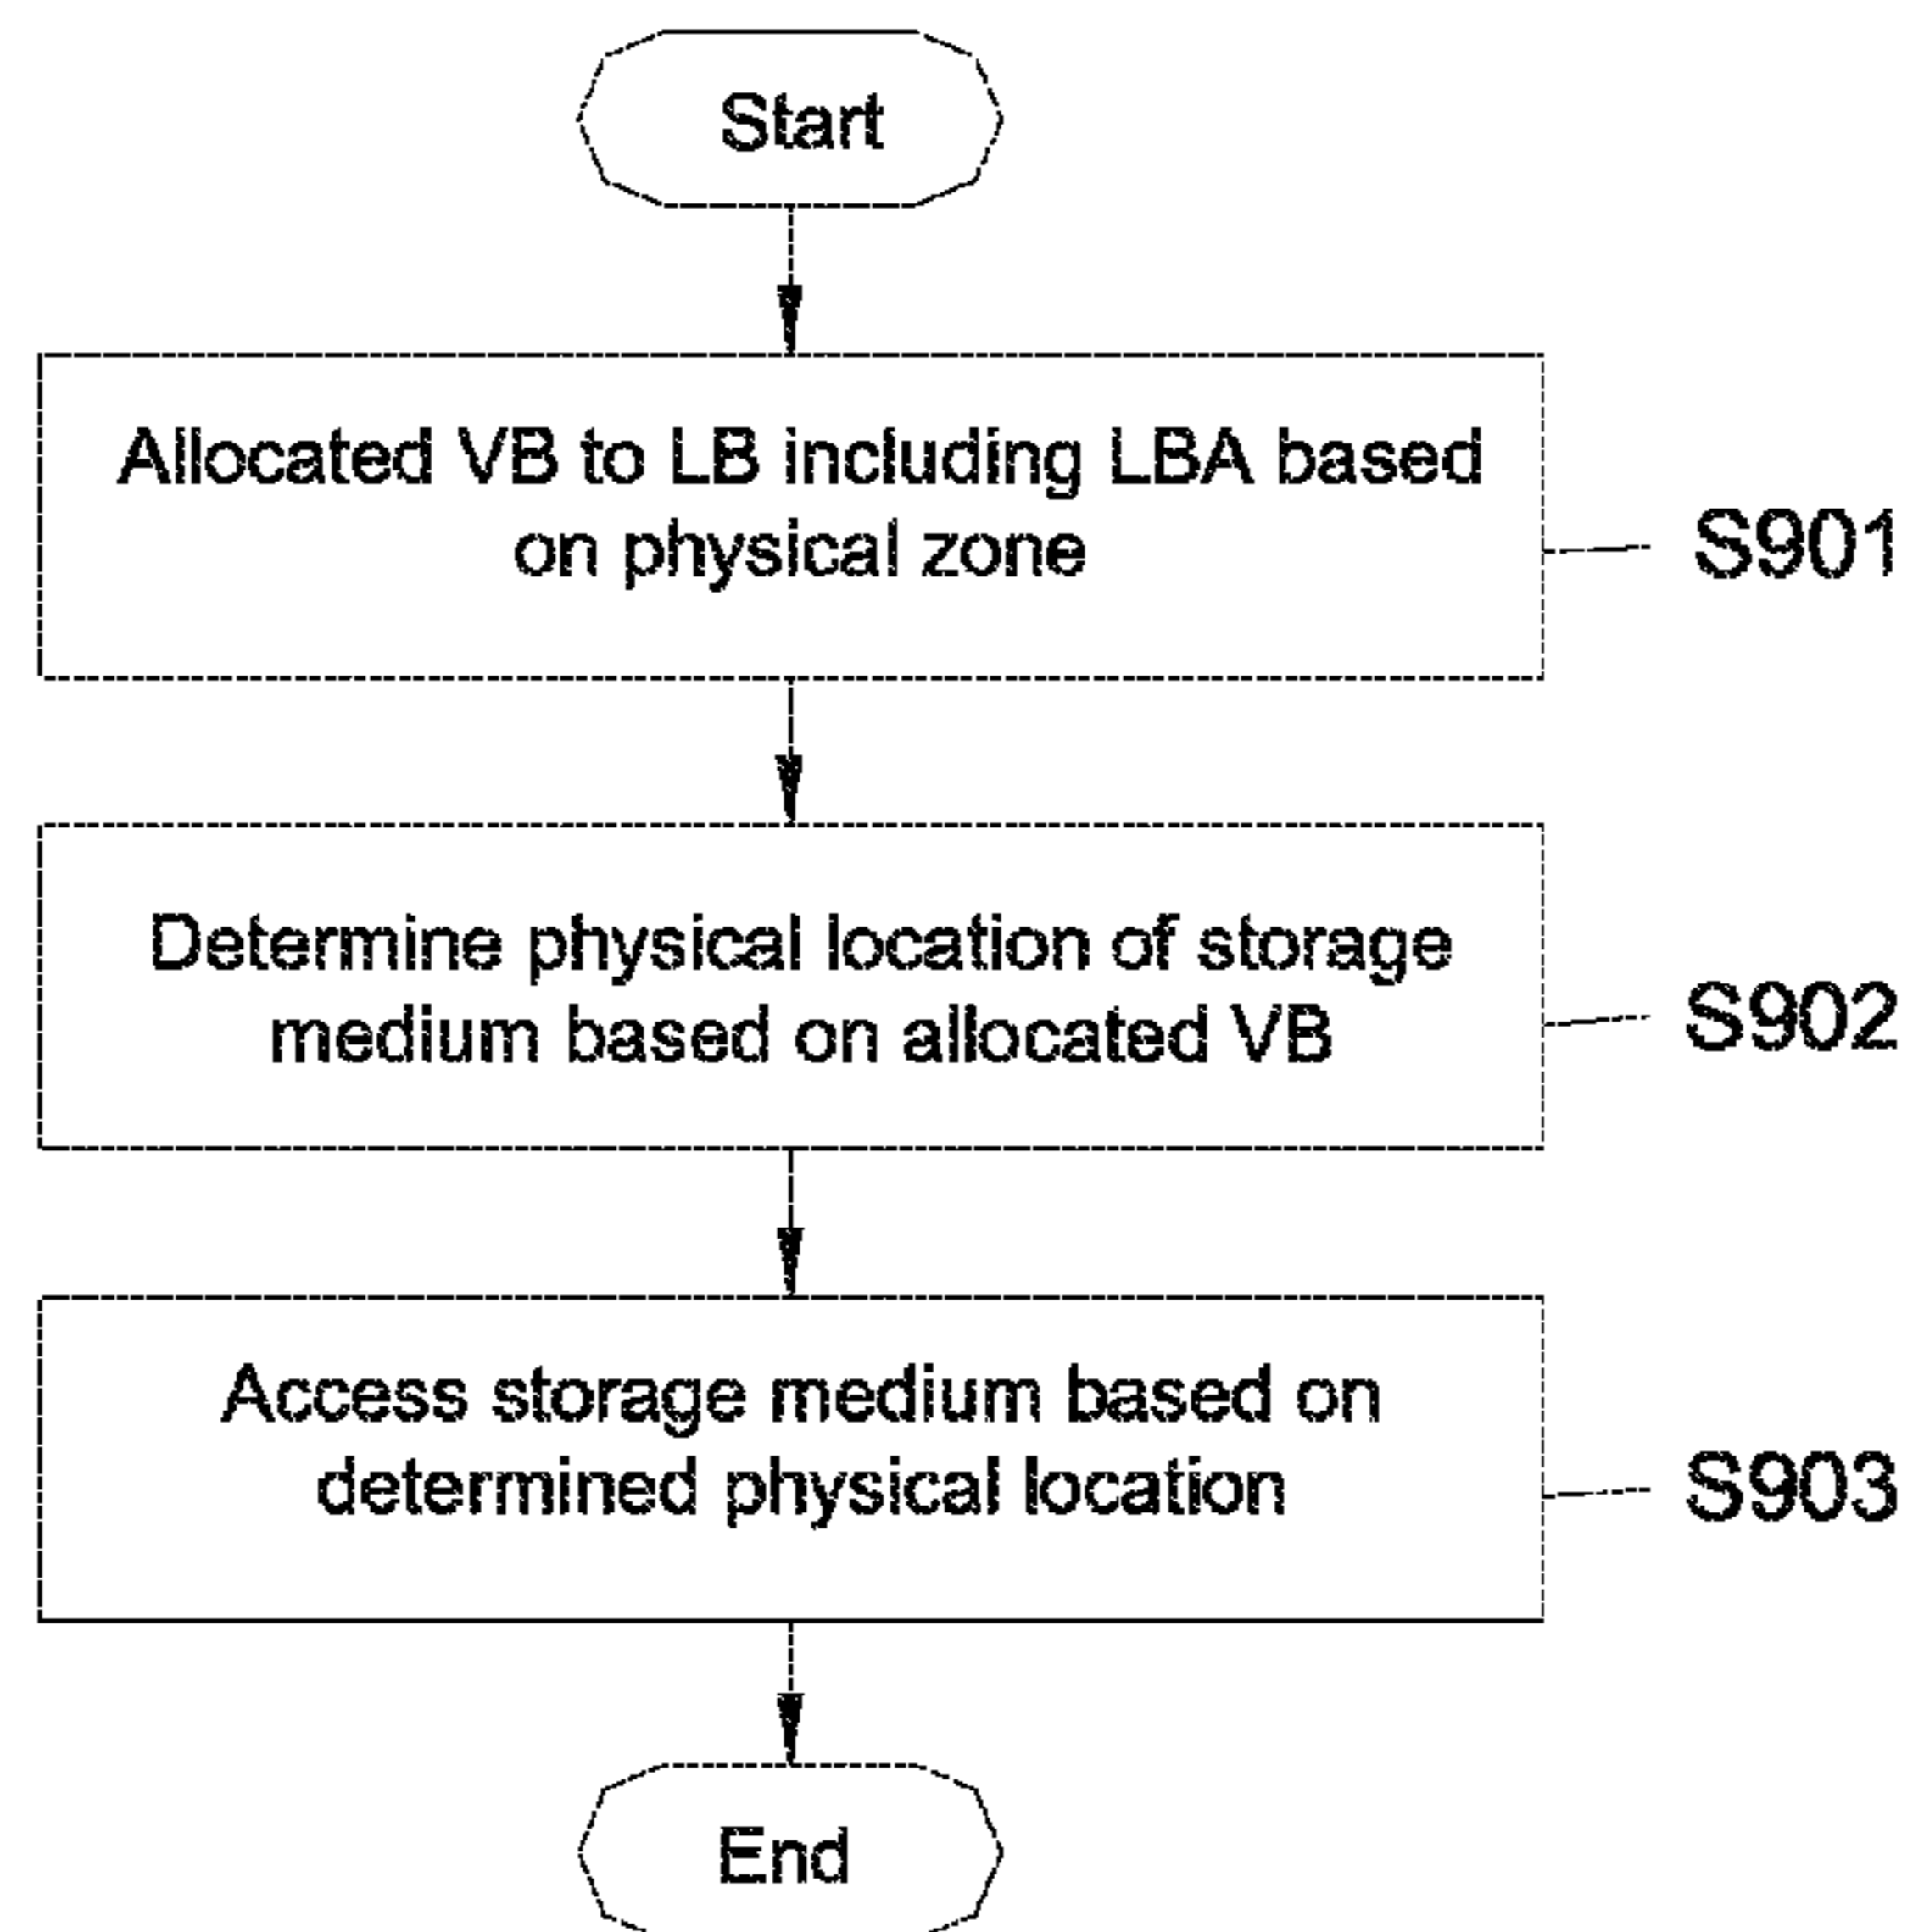 Start
Allocated VB to LB including LBA based
on physical zone
S901
Determine physical location of storage
medium based on allocated VB
S902
Access storage medium based on
determined physical location
S903
End